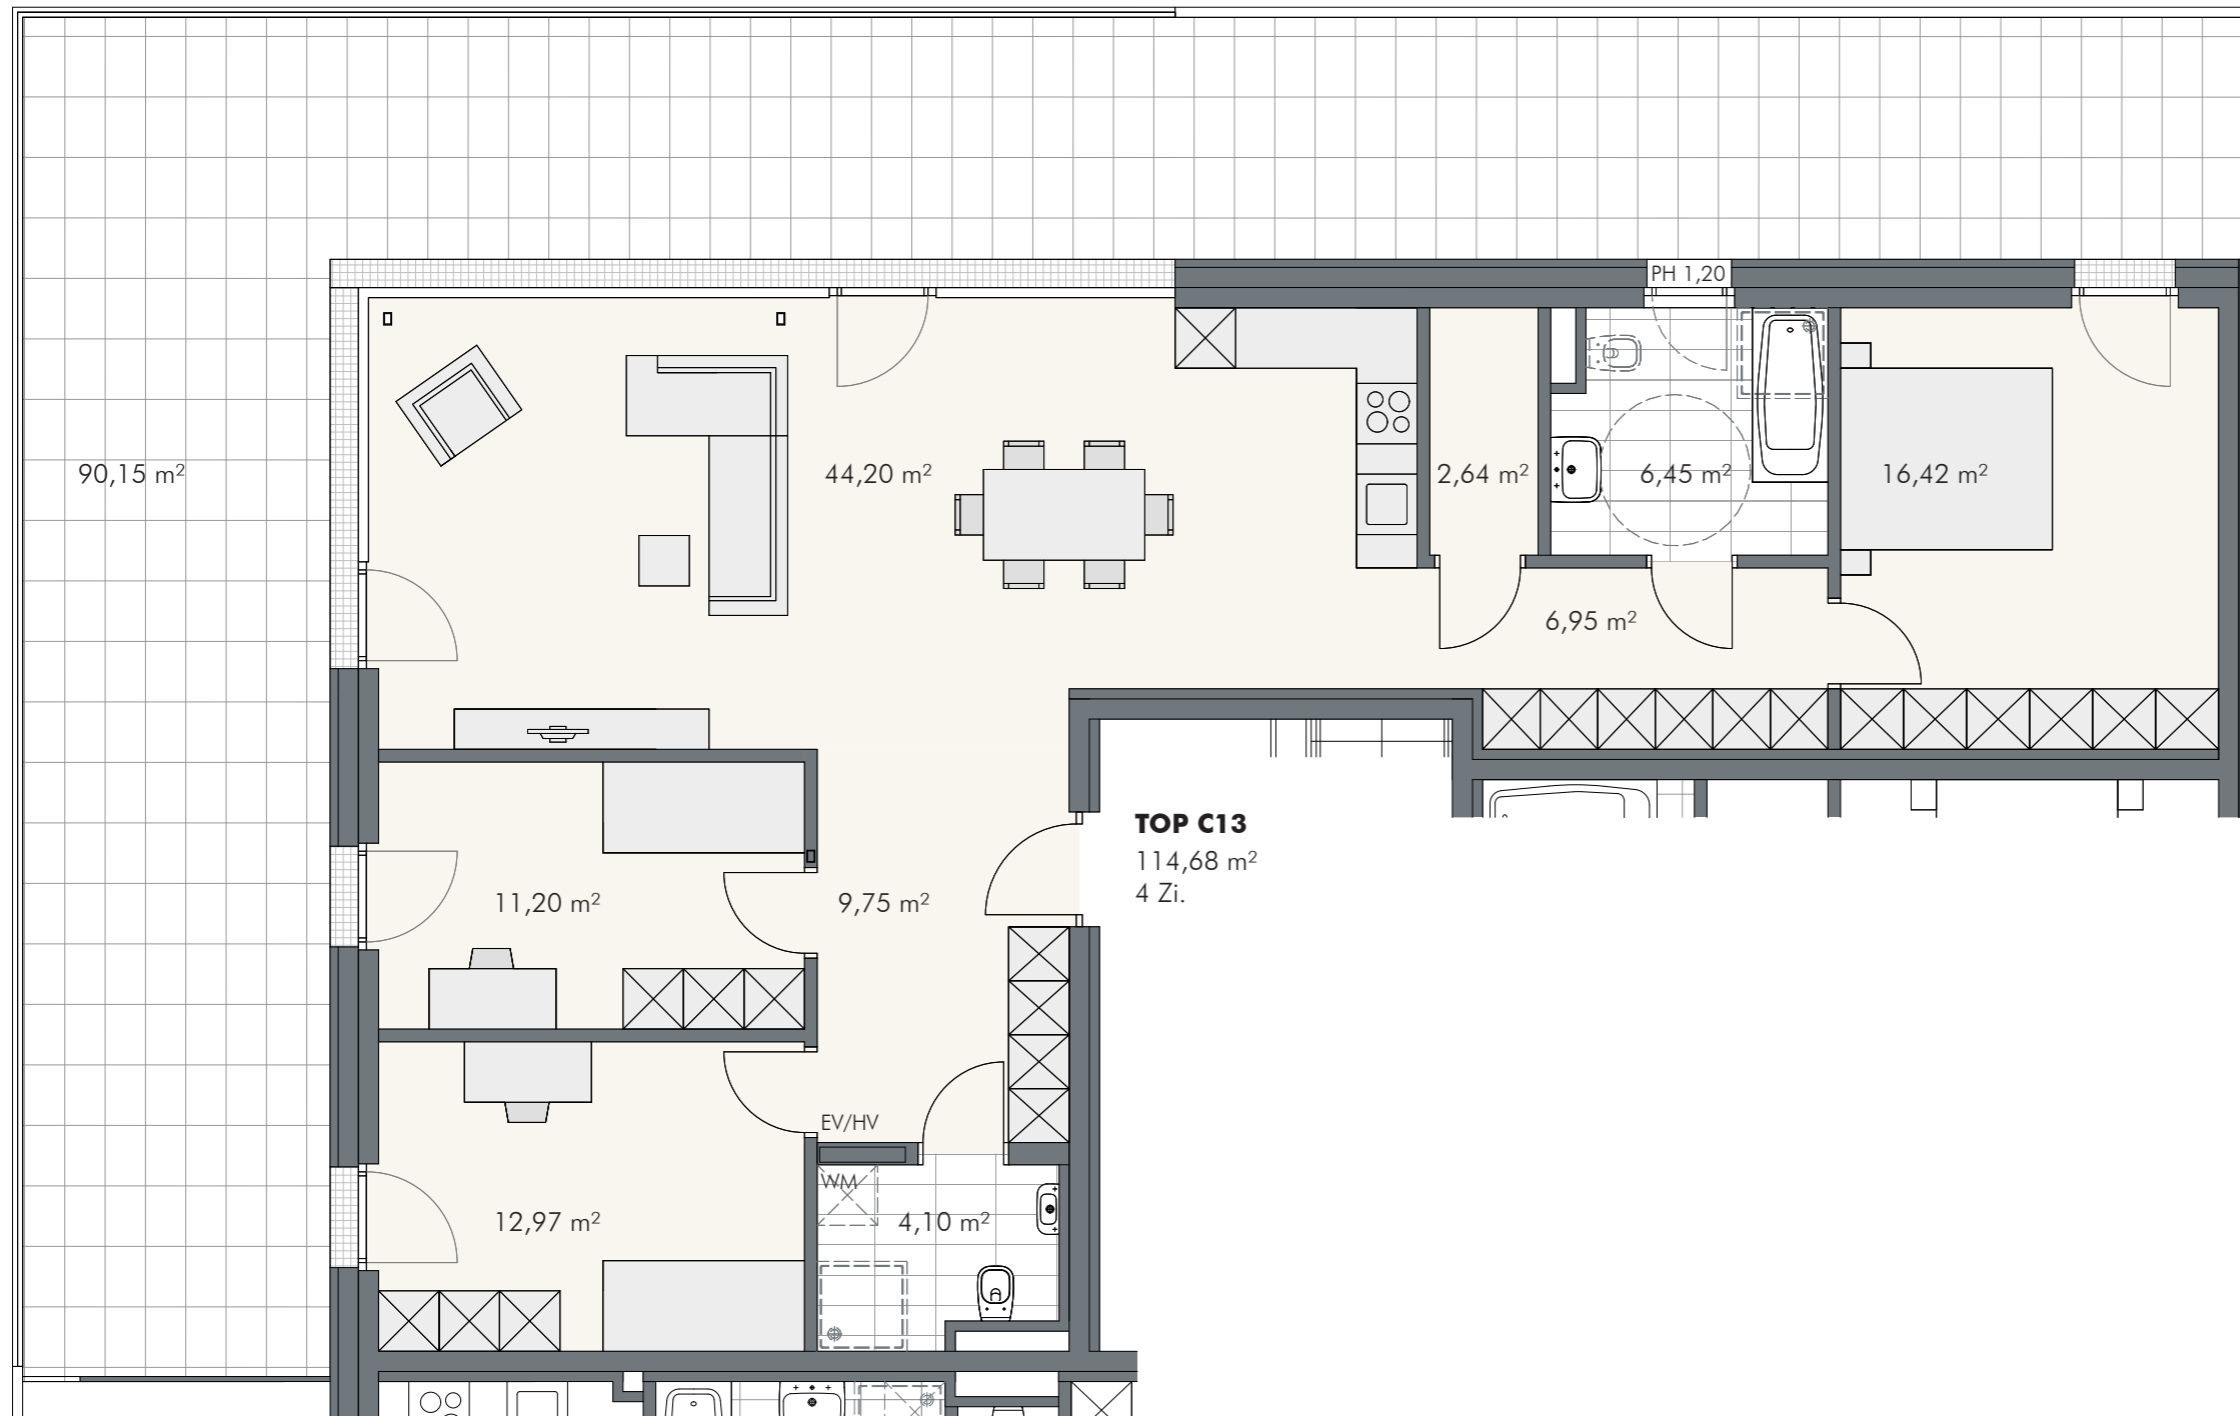 PH 1,20
90,15 m²
44,20 m²
2,64 m²
6,45 m²
16,42 m²
6,95 m²
TOP C13
114,68 m²
4 Zi.
11,20 m²
9,75 m²
EV/HV
WM
12,97 m²
4,10 m²